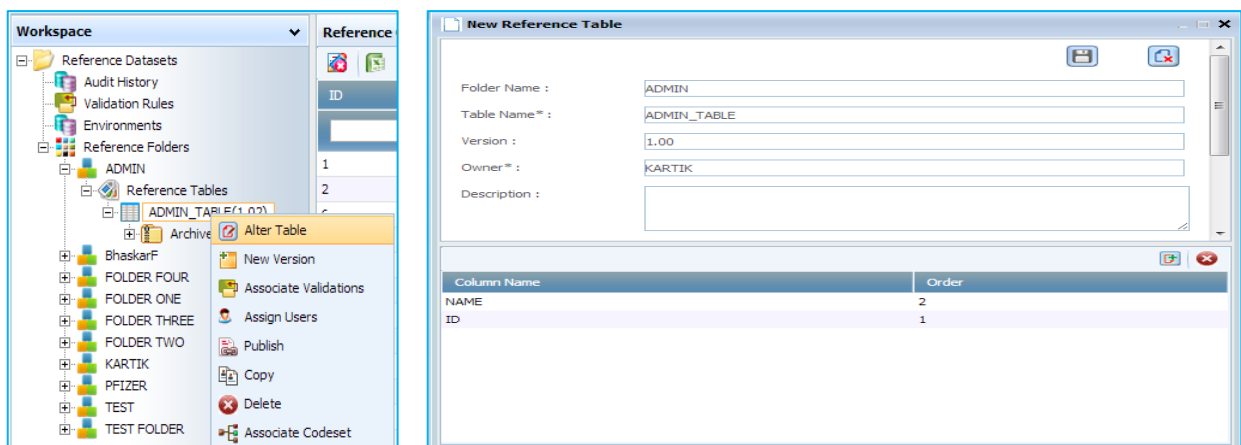 Workspace
Reference Datasets
Audit History
Validation Rules
Environments
Reference Folders
ADMIN
Reference Tables
ADMIN_TABLE(1.02)
Archive
BhaskarF
FOLDER FOUR
FOLDER ONE
FOLDER THREE
FOLDER TWO
KARTIK
PFIZER
TEST
TEST FOLDER
Reference
ID
1
2
Alter Table
New Version
Associate Validations
Assign Users
Publish
Copy
Delete
Associate Codeset
New Reference Table
Folder Name : ADMIN
Table Name* : ADMIN_TABLE
Version : 1.00
Owner* : KARTIK
Description :
Column Name Order
NAME 2
ID 1